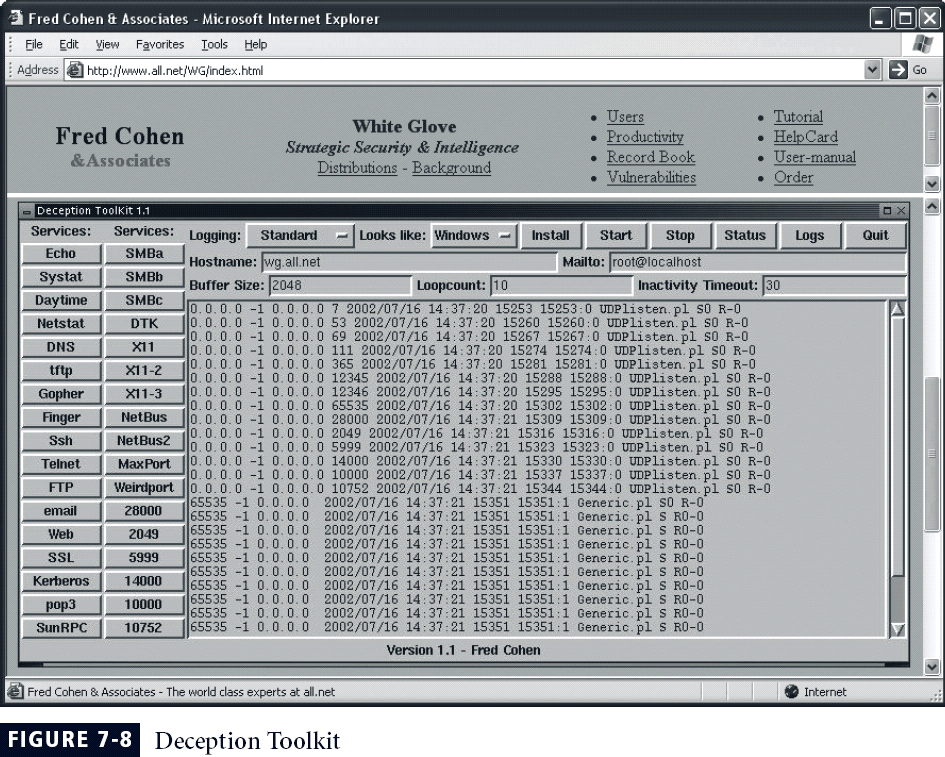 Fred Cohen & Associates - Microsoft Internet Explorer
File Edit View Favorites Tools Help
Address http://www.all.net/WG/index.html Go
Fred Cohen
&Associates
White Glove
Strategic Security & Intelligence
Distributions - Background
• Users
• Productivity
• Record Book
• Vulnerabilities
• Tutorial
• HelpCard
• User-manual
• Order
Deception ToolKit 1.1
Services: Services:
Echo SMBa
Systat SMBb
Daytime SMBc
Netstat DTK
DNS X11
tftp X11-2
Gopher X11-3
Finger NetBus
Ssh NetBus2
Telnet MaxPort
FTP Weirdport
email 28000
Web 2049
SSL 5999
Kerberos 14000
pop3 10000
SunRPC 10752
Logging: Standard Looks like: Windows Install Start Stop Status Logs Quit
Hostname: wg.all.net Mailto: root@localhost
Buffer Size: 2048 Loopcount: 10 Inactivity Timeout: 30
0.0.0.0 -1 0.0.0.0 7 2002/07/16 14:37:20 15253 15253:0 UDPlisten.pl S0 R-0
0.0.0.0 -1 0.0.0.0 53 2002/07/16 14:37:20 15260 15260:0 UDPlisten.pl S0 R-0
0.0.0.0 -1 0.0.0.0 69 2002/07/16 14:37:20 15267 15267:0 UDPlisten.pl S0 R-0
0.0.0.0 -1 0.0.0.0 111 2002/07/16 14:37:20 15274 15274:0 UDPlisten.pl S0 R-0
0.0.0.0 -1 0.0.0.0 365 2002/07/16 14:37:20 15281 15281:0 UDPlisten.pl S0 R-0
0.0.0.0 -1 0.0.0.0 12345 2002/07/16 14:37:20 15288 15288:0 UDPlisten.pl S0 R-0
0.0.0.0 -1 0.0.0.0 12346 2002/07/16 14:37:20 15295 15295:0 UDPlisten.pl S0 R-0
0.0.0.0 -1 0.0.0.0 65535 2002/07/16 14:37:20 15302 15302:0 UDPlisten.pl S0 R-0
0.0.0.0 -1 0.0.0.0 28000 2002/07/16 14:37:21 15309 15309:0 UDPlisten.pl S0 R-0
0.0.0.0 -1 0.0.0.0 2049 2002/07/16 14:37:21 15316 15316:0 UDPlisten.pl S0 R-0
0.0.0.0 -1 0.0.0.0 5999 2002/07/16 14:37:21 15323 15323:0 UDPlisten.pl S0 R-0
0.0.0.0 -1 0.0.0.0 14000 2002/07/16 14:37:21 15330 15330:0 UDPlisten.pl S0 R-0
0.0.0.0 -1 0.0.0.0 10000 2002/07/16 14:37:21 15337 15337:0 UDPlisten.pl S0 R-0
0.0.0.0 -1 0.0.0.0 10752 2002/07/16 14:37:21 15344 15344:0 UDPlisten.pl S0 R-0
65535 -1 0.0.0.0 2002/07/16 14:37:21 15351 15351:1 Generic.pl S0 R-0
65535 -1 0.0.0.0 2002/07/16 14:37:21 15351 15351:1 Generic.pl S R0-0
65535 -1 0.0.0.0 2002/07/16 14:37:21 15351 15351:1 Generic.pl S R0-0
65535 -1 0.0.0.0 2002/07/16 14:37:21 15351 15351:1 Generic.pl S R0-0
65535 -1 0.0.0.0 2002/07/16 14:37:21 15351 15351:1 Generic.pl S R0-0
65535 -1 0.0.0.0 2002/07/16 14:37:21 15351 15351:1 Generic.pl S R0-0
65535 -1 0.0.0.0 2002/07/16 14:37:21 15351 15351:1 Generic.pl S R0-0
65535 -1 0.0.0.0 2002/07/16 14:37:21 15351 15351:1 Generic.pl S R0-0
65535 -1 0.0.0.0 2002/07/16 14:37:21 15351 15351:1 Generic.pl S R0-0
65535 -1 0.0.0.0 2002/07/16 14:37:21 15351 15351:1 Generic.pl S R0-0
Version 1.1 - Fred Cohen
Fred Cohen & Associates - The world class experts at all.net Internet
FIGURE 7-8 Deception Toolkit